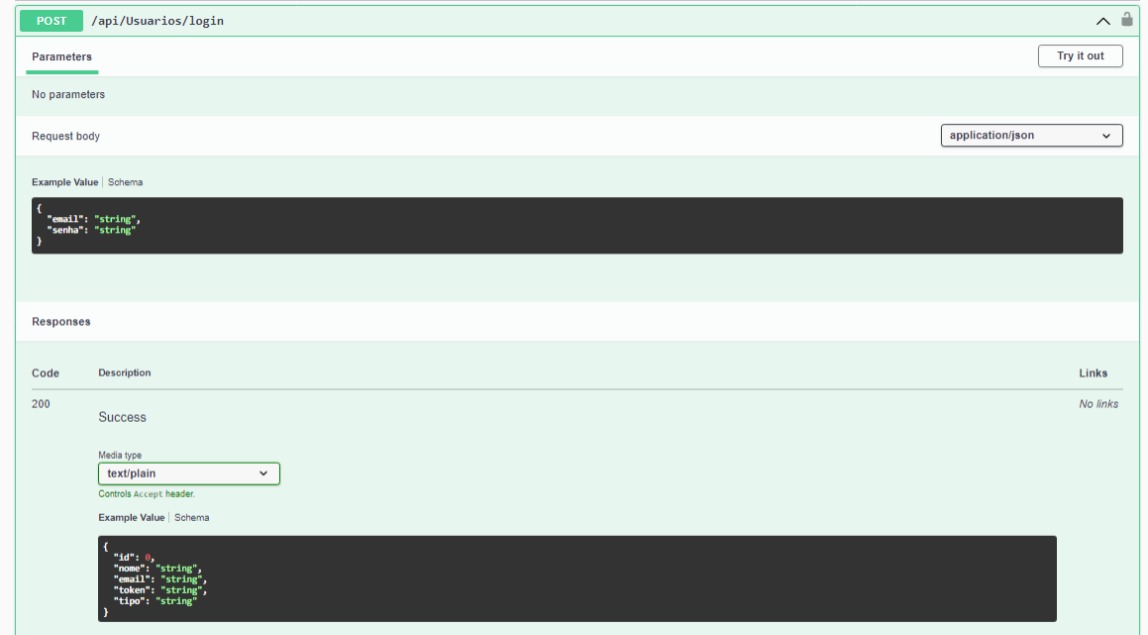 POST /api/Usuarios/login
Parameters
Try it out
No parameters
Request body
application/json
Example Value | Schema
{
  "email": "string",
  "senha": "string"
}
Responses
Code Description Links
200 Success No links
Media type
text/plain
Controls Accept header.
Example Value | Schema
{
  "id": 0,
  "nome": "string",
  "email": "string",
  "token": "string",
  "tipo": "string"
}